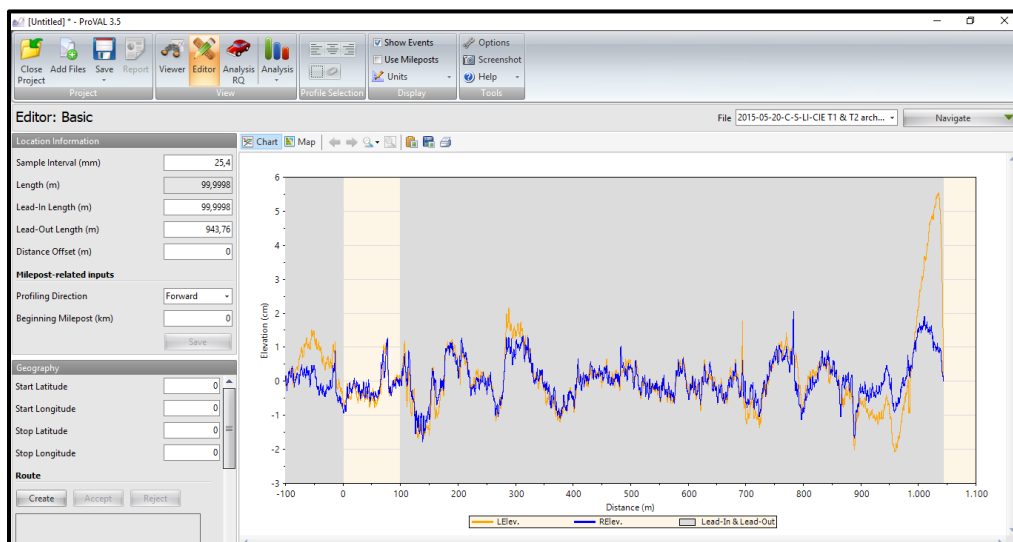 [Untitled] * - ProVAL 3.5
Close Project
Add Files
Save
Report
Viewer
Editor
Analysis RQ
Analysis
Show Events
Use Mileposts
Units
Options
Screenshot
Help
Project
View
Profile Selection
Display
Tools
Editor: Basic
File 2015-05-20-C-S-LI-CIE T1 & T2 arch...
Navigate
Location Information
Sample Interval (mm) 25,4
Length (m) 99,9998
Lead-In Length (m) 99,9998
Lead-Out Length (m) 943,76
Distance Offset (m) 0
Milepost-related inputs
Profiling Direction Forward
Beginning Milepost (km) 0
Save
Geography
Start Latitude 0
Start Longitude 0
Stop Latitude 0
Stop Longitude 0
Route
Create Accept Reject
Chart Map
Elevation (cm)
6
5
4
3
2
1
0
-1
-2
-3
-100 0 100 200 300 400 500 600 700 800 900 1.000 1.100
Distance (m)
LElev. RElev. Lead-In & Lead-Out